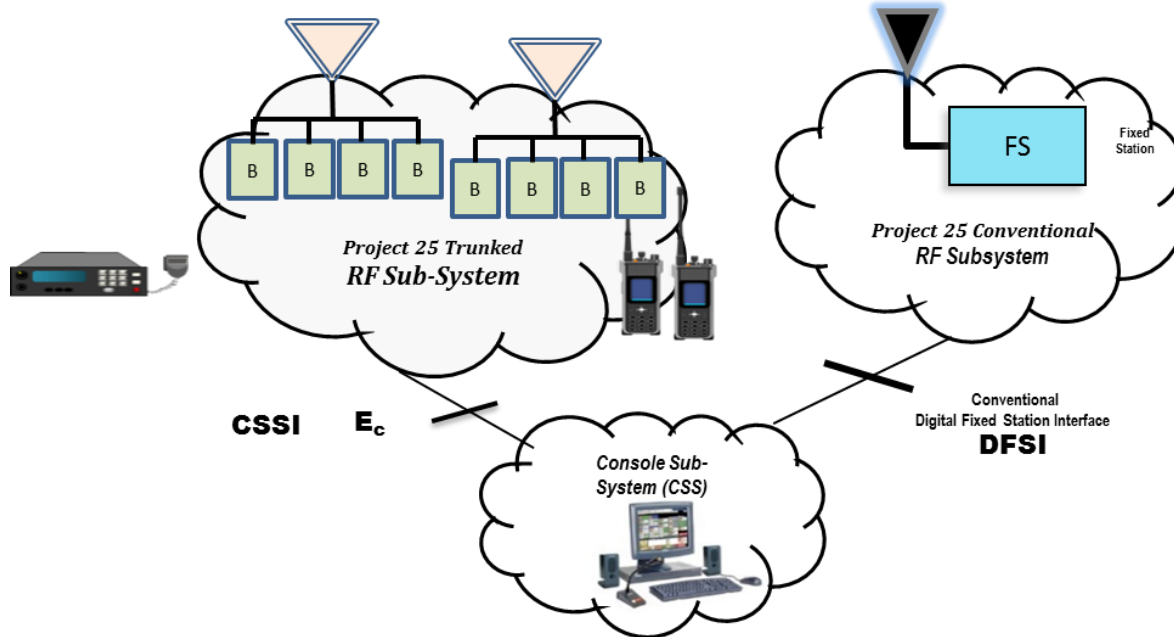 B B B B
B B B B
Project 25 Trunked
RF Sub-System
FS
Fixed
Station
Project 25 Conventional
RF Subsystem
CSSI
E_c
Conventional
Digital Fixed Station Interface
DFSI
Console Sub-
System (CSS)